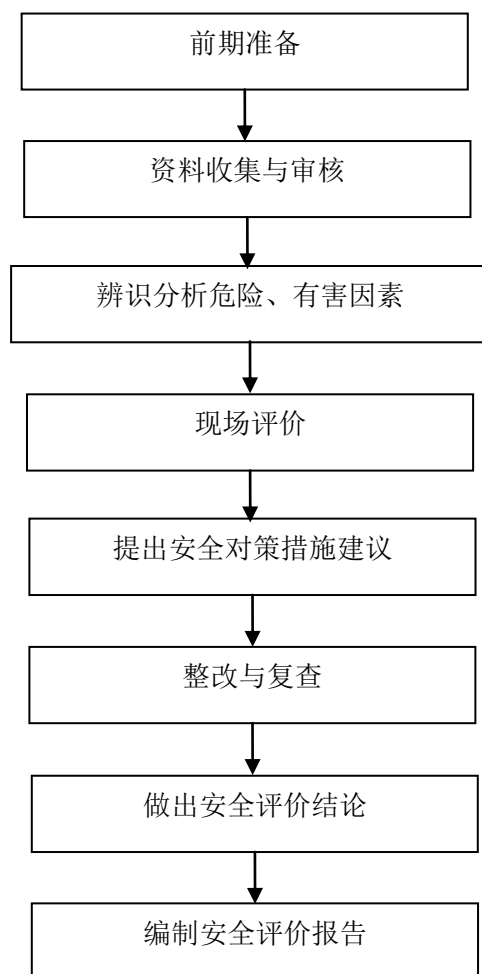 前期准备
资料收集与审核
辨识分析危险、有害因素
现场评价
提出安全对策措施建议
整改与复查
做出安全评价结论
编制安全评价报告